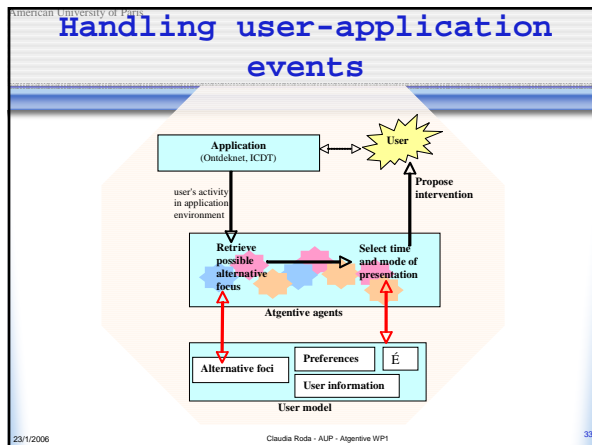 American University of Paris
Handling user-application
events
Application
(Ontdeknet, ICDT)
User
user's activity
in application
environment
Propose
intervention
Retrieve
possible
alternative
focus
Select time
and mode of
presentation
Atgentive agents
Alternative foci
Preferences
É
User information
User model
23/1/2006
Claudia Roda - AUP - Atgentive WP1
33